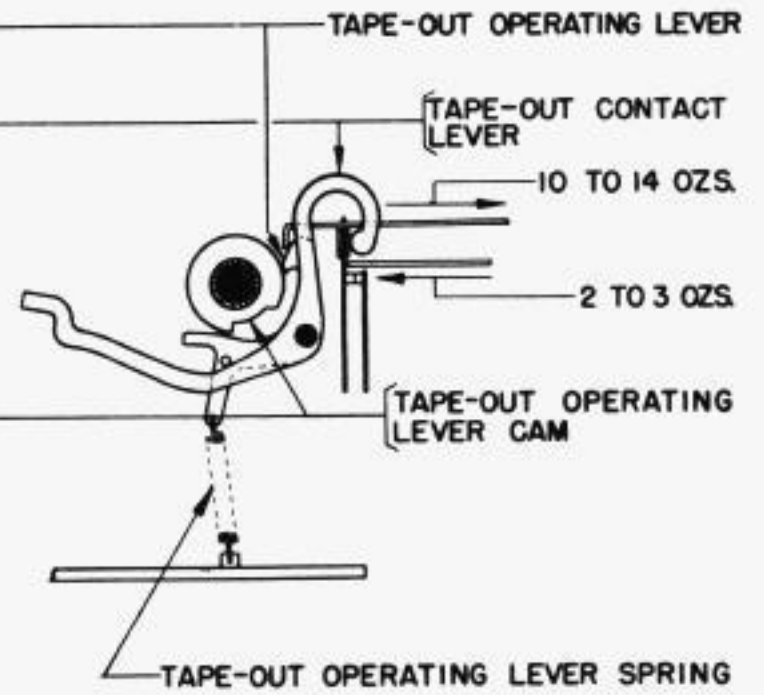 TAPE-OUT OPERATING LEVER
TAPE-OUT CONTACT
LEVER
10 TO 14 OZS.
2 TO 3 OZS.
TAPE-OUT OPERATING
LEVER CAM
TAPE-OUT OPERATING LEVER SPRING